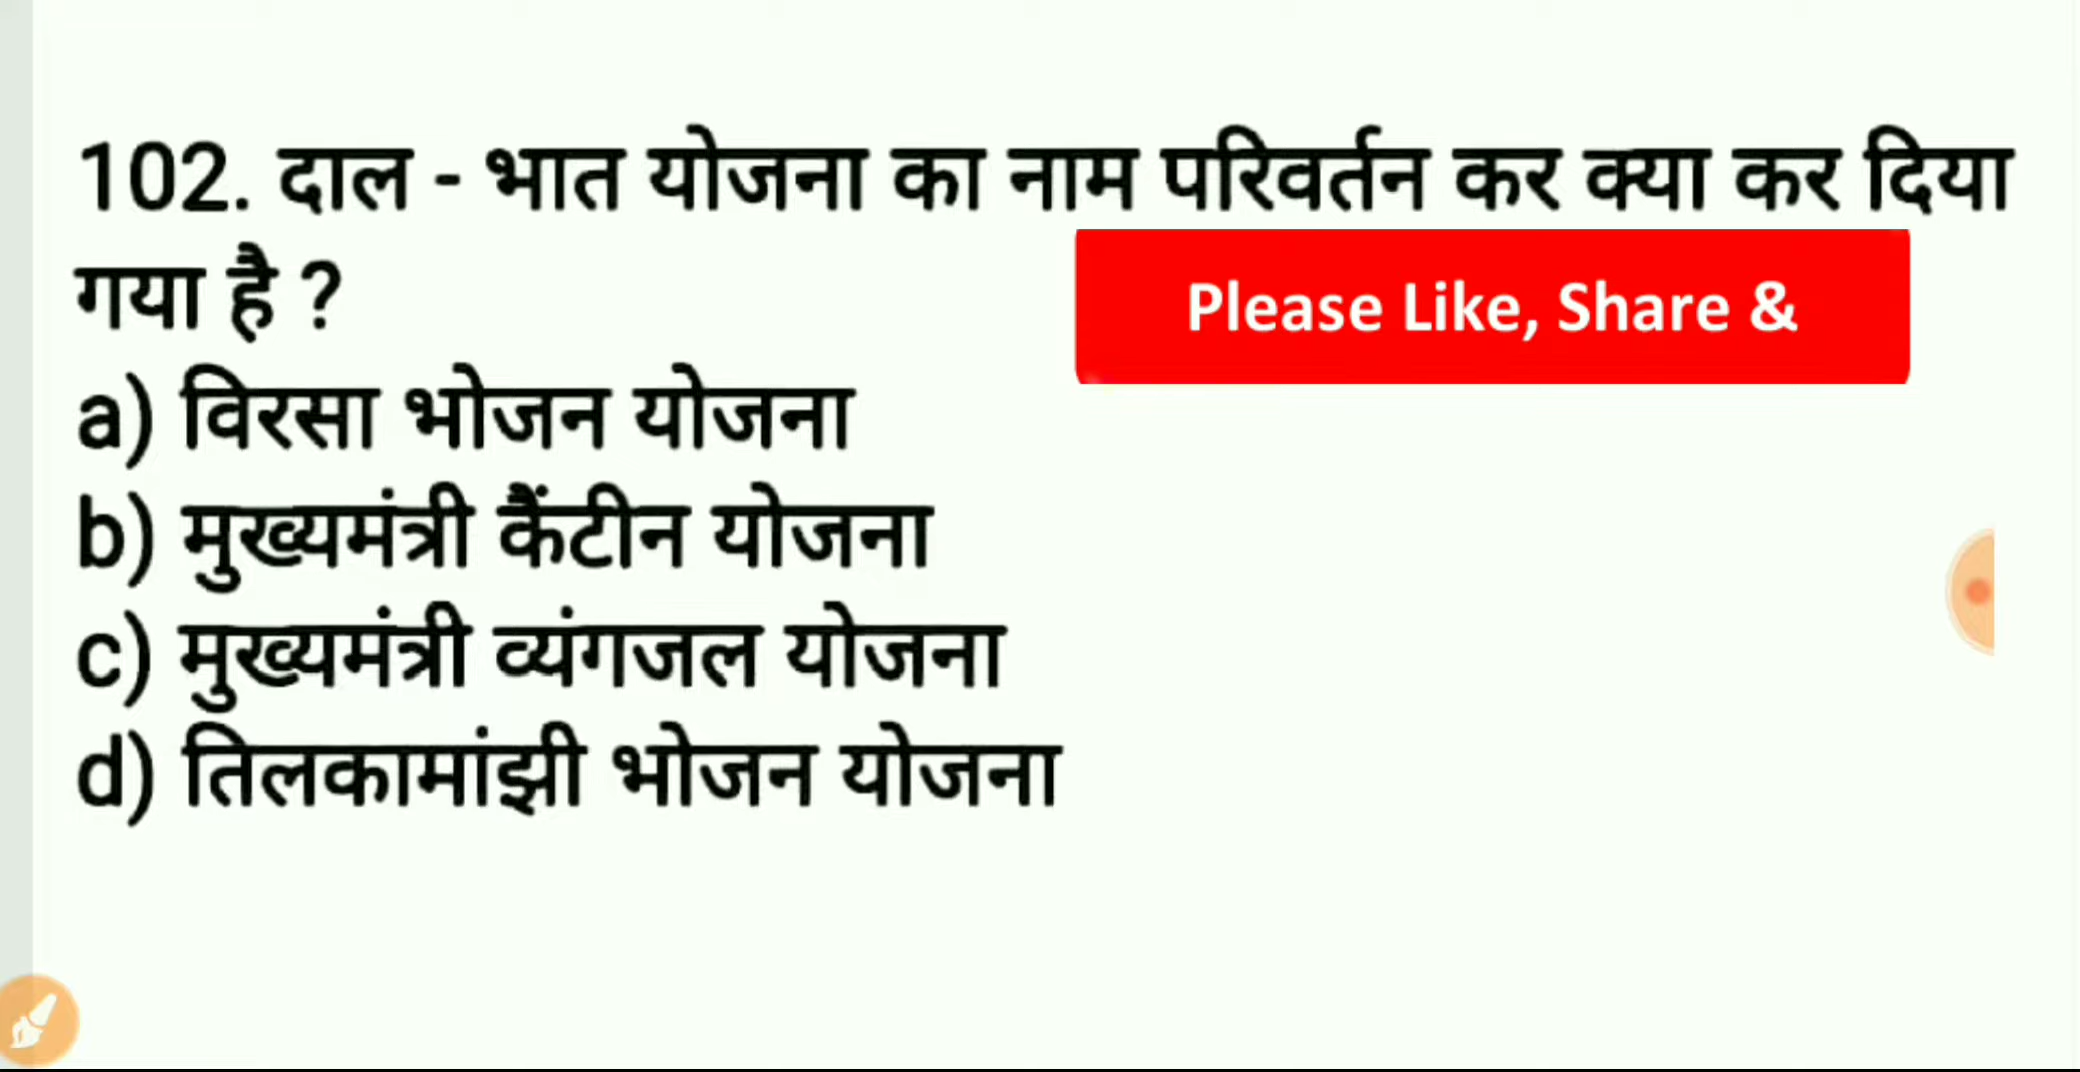 102. दाल - भात योजना का नाम परिवर्तन कर क्या कर दिया
गया है ?
Please Like, Share &
a) विरसा भोजन योजना
b) मुख्यमंत्री कैंटीन योजना
c) मुख्यमंत्री व्यंगजल योजना
d) तिलकामांझी भोजन योजना